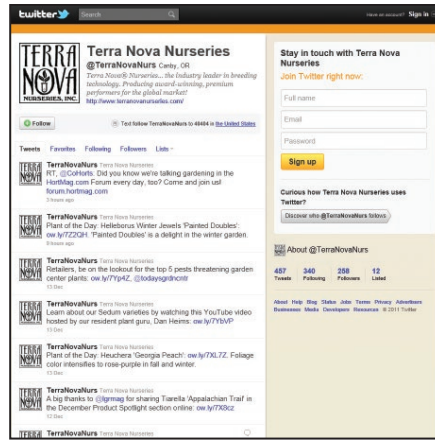 twitter
Search
Have an account? Sign in
TERRA
NOVA
NURSERIES, INC.
Terra Nova Nurseries
@TerraNovaNurs Canby, OR
Terra Nova® Nurseries... the Industry leader in breeding
technology. Producing award-winning, premium
performers for the global market!
http://www.terranovanurseries.com/
Follow
Text follow TerraNovaNurs to 40404 in the United States
Tweets Favorites Following Followers Lists
TerraNovaNurs Terra Nova Nurseries
RT, @CoHorts: Did you know we're talking gardening in the
HortMag.com Forum every day, too? Come and join us!
forum.hortmag.com
3 hours ago
TerraNovaNurs Terra Nova Nurseries
Plant of the Day: Helleborus Winter Jewels 'Painted Doubles':
ow.ly/7Z2QH. 'Painted Doubles' is a delight in the winter garden.
9 hours ago
TerraNovaNurs Terra Nova Nurseries
Retailers, be on the lookout for the top 5 pests threatening garden
center plants: ow.ly/7Yp4Z, @todaysgrdncntr
13 Dec
TerraNovaNurs Terra Nova Nurseries
Learn about our Sedum varieties by watching this YouTube video
hosted by our resident plant guru, Dan Heims: ow.ly/7YbVP
13 Dec
TerraNovaNurs Terra Nova Nurseries
Plant of the Day: Heuchera 'Georgia Peach': ow.ly/7XL7Z. Foliage
color intensifies to rose-purple in fall and winter.
13 Dec
TerraNovaNurs Terra Nova Nurseries
A big thanks to @lgrmag for sharing Tiarella 'Appalachian Trail' in
the December Product Spotlight section online: ow.ly/7X8cz
12 Dec
TerraNovaNurs Terra Nova Nurseries
Stay in touch with Terra Nova
Nurseries
Join Twitter right now:
Full name
Email
Password
Sign up
Curious how Terra Nova Nurseries uses
Twitter?
Discover who @TerraNovaNurs follows
About @TerraNovaNurs
457 340 258 12
Tweets Following Followers Listed
About Help Blog Status Jobs Terms Privacy Advertisers
Businesses Media Developers Resources © 2011 Twitter